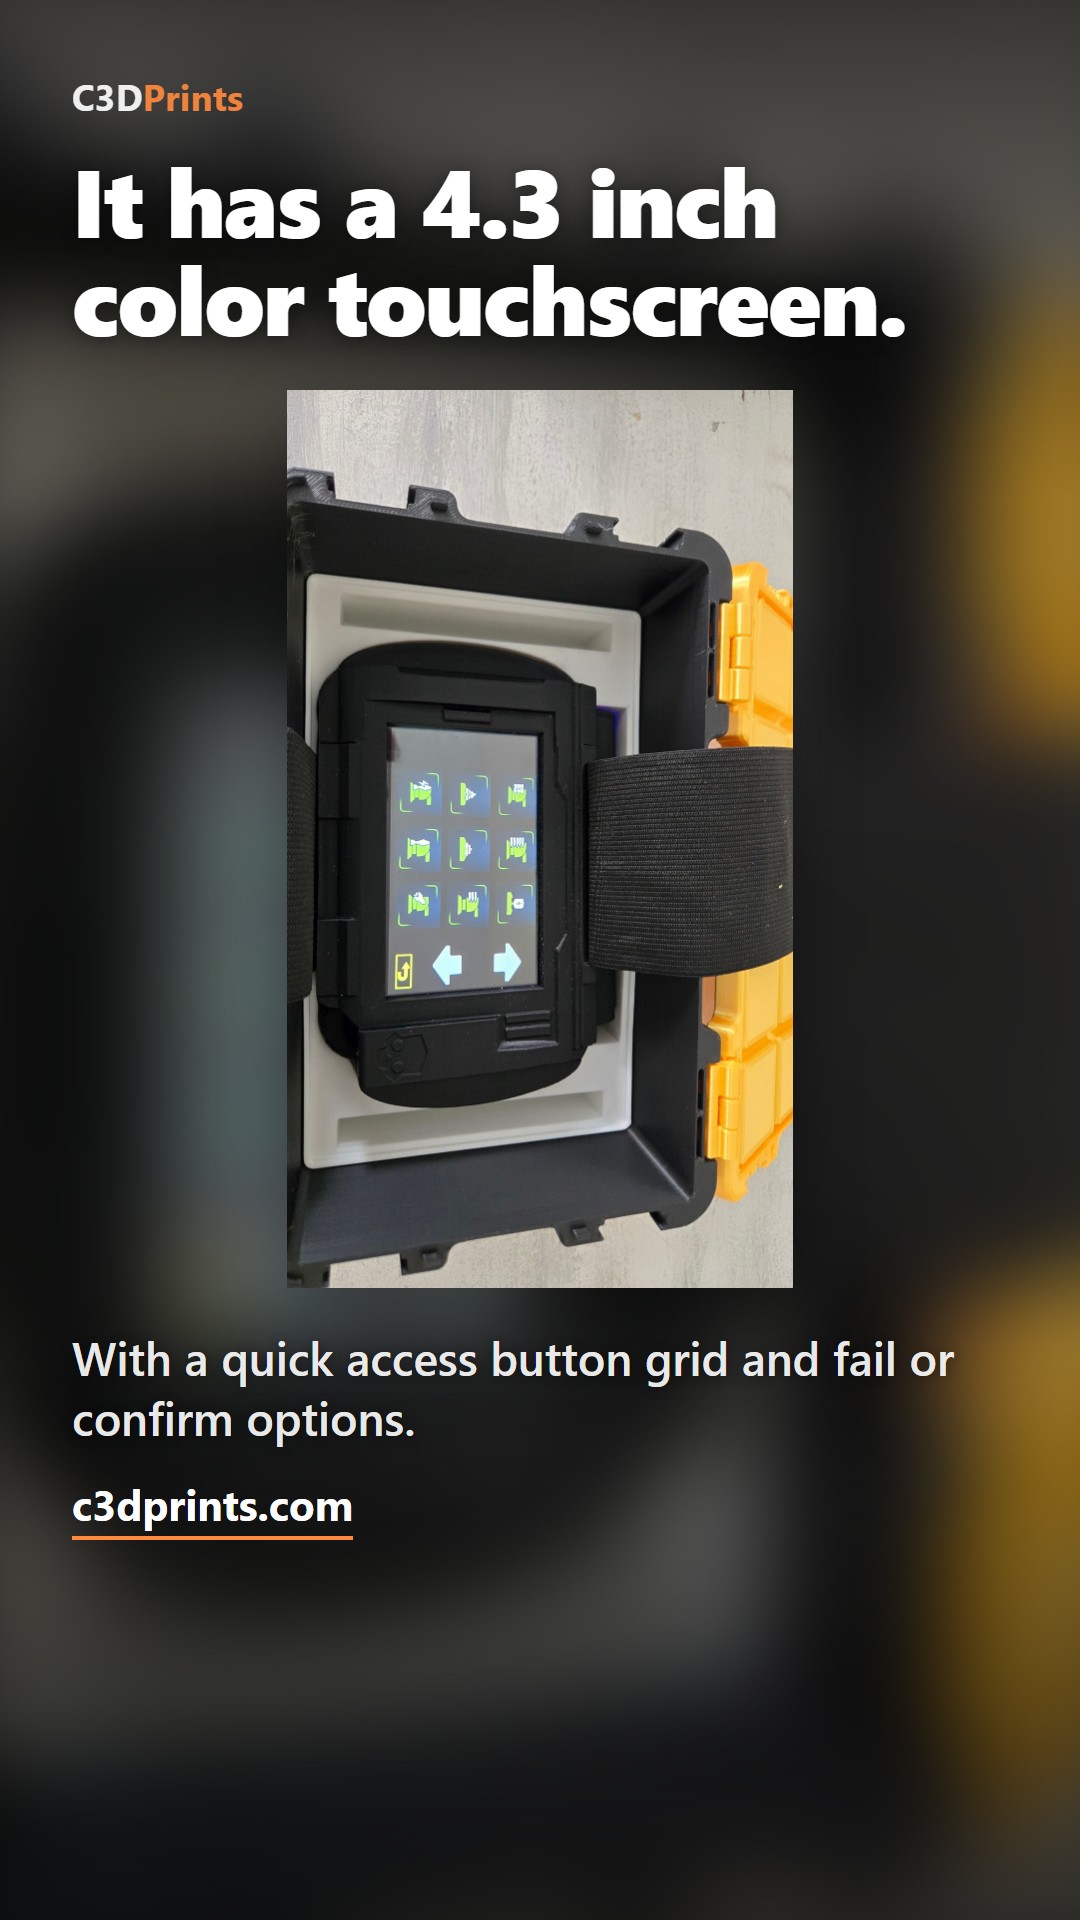 C3DPrints
It has a 4.3 inch
color touchscreen.
With a quick access button grid and fail or
confirm options.
c3dprints.com